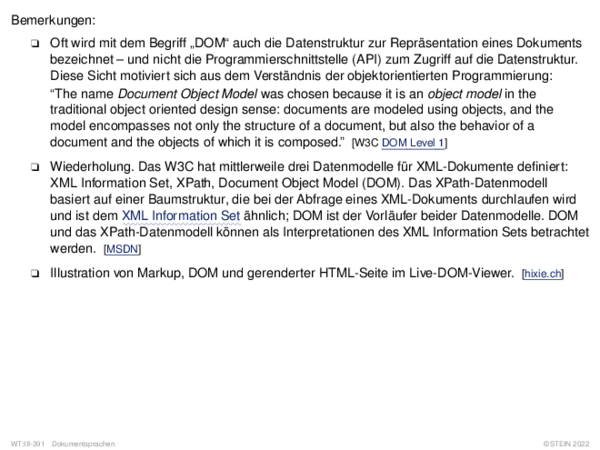 Bemerkungen:
❑ Oft wird mit dem Begriff „DOM“ auch die Datenstruktur zur Repräsentation eines Dokuments
bezeichnet – und nicht die Programmierschnittstelle (API) zum Zugriff auf die Datenstruktur.
Diese Sicht motiviert sich aus dem Verständnis der objektorientierten Programmierung:
“The name Document Object Model was chosen because it is an object model in the
traditional object oriented design sense: documents are modeled using objects, and the
model encompasses not only the structure of a document, but also the behavior of a
document and the objects of which it is composed.” [W3C DOM Level 1]
❑ Wiederholung. Das W3C hat mittlerweile drei Datenmodelle für XML-Dokumente definiert:
XML Information Set, XPath, Document Object Model (DOM). Das XPath-Datenmodell
basiert auf einer Baumstruktur, die bei der Abfrage eines XML-Dokuments durchlaufen wird
und ist dem XML Information Set ähnlich; DOM ist der Vorläufer beider Datenmodelle. DOM
und das XPath-Datenmodell können als Interpretationen des XML Information Sets betrachtet
werden. [MSDN]
❑ Illustration von Markup, DOM und gerenderter HTML-Seite im Live-DOM-Viewer. [hixie.ch]
WT:III-391 Dokumentsprachen
©STEIN 2022